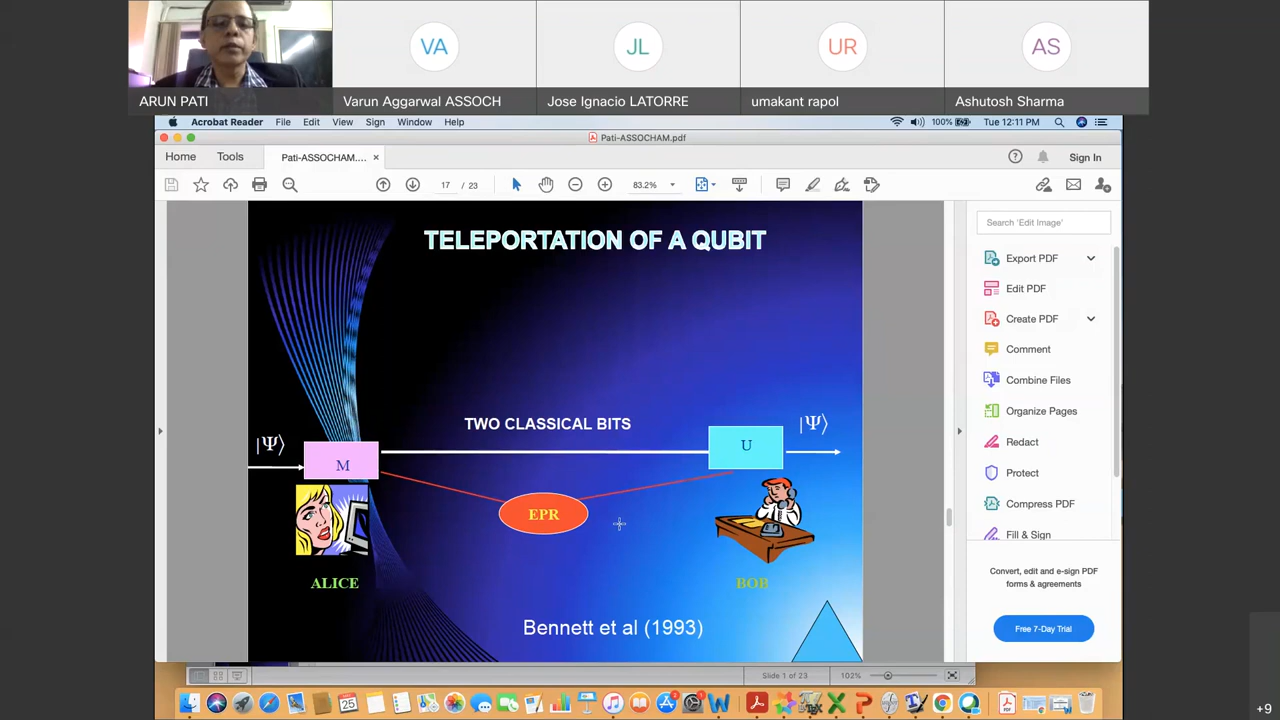 VA
JL
UR
AS
ARUN PATI
Varun Aggarwal ASSOCH
Jose Ignacio LATORRE
umakant rapol
Ashutosh Sharma
Acrobat Reader File Edit View Sign Window Help
100% Tue 12:11 PM
Pati-ASSOCHAM.pdf
Home Tools Pati-ASSOCHAM.... × Sign In
17 / 23 83.2%
Search 'Edit Image'
TELEPORTATION OF A QUBIT
Export PDF
Edit PDF
Create PDF
Comment
Combine Files
Organize Pages
Redact
Protect
Compress PDF
Fill & Sign
TWO CLASSICAL BITS
|Ψ⟩
|Ψ⟩
M
U
EPR
ALICE
BOB
Bennett et al (1993)
Convert, edit and e-sign PDF
forms & agreements
Free 7-Day Trial
Slide 1 of 23 102%
25
+9